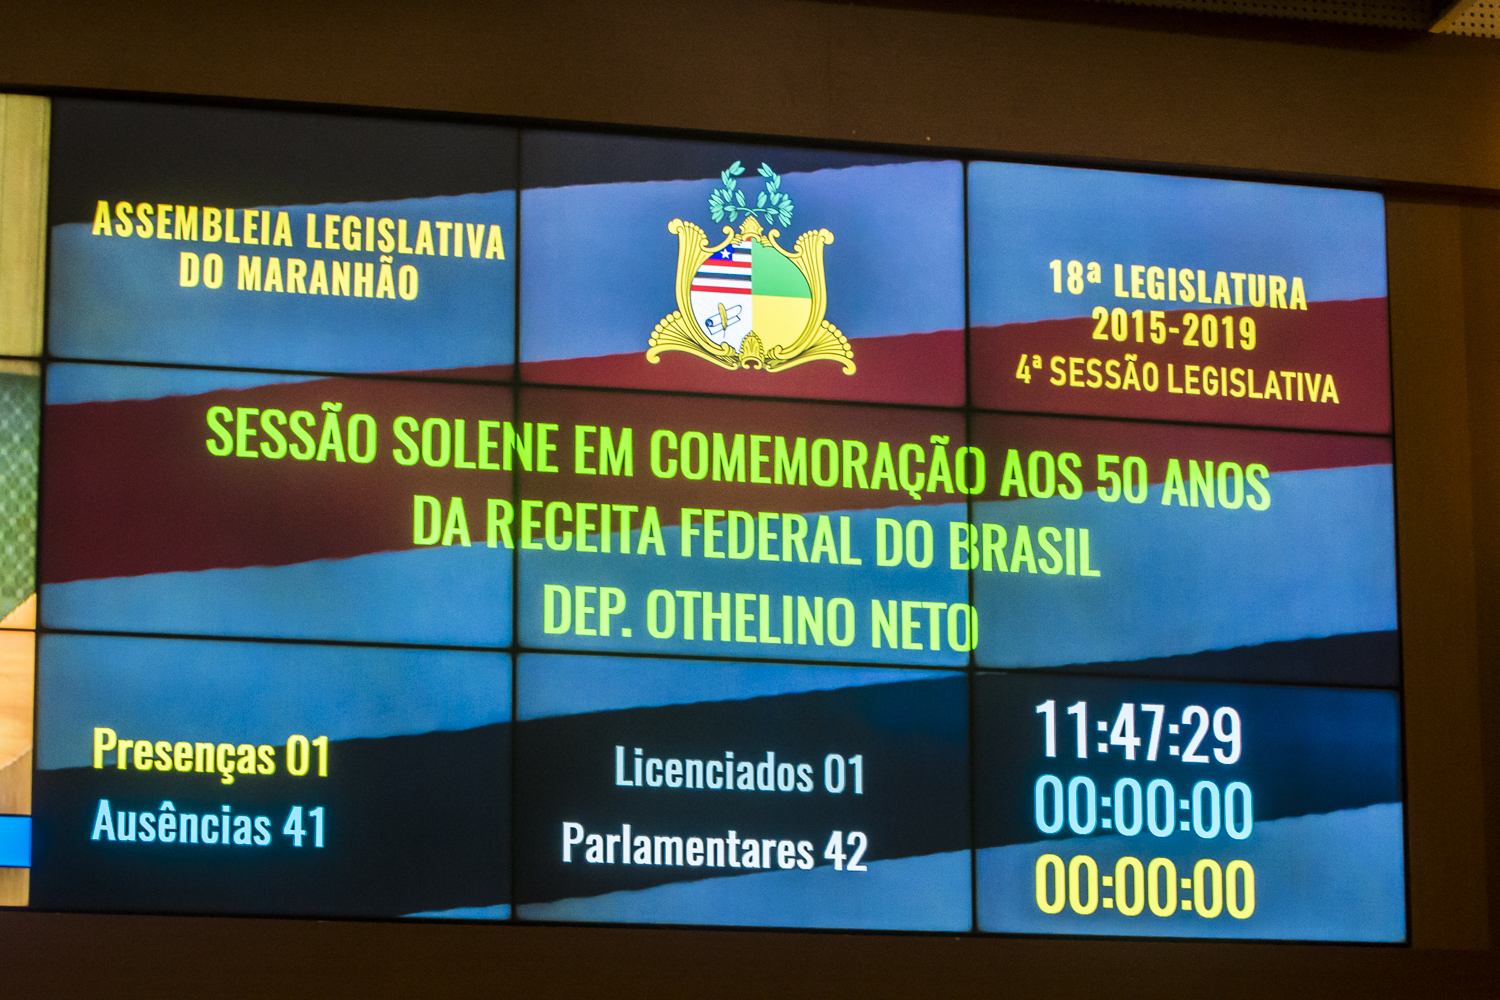 ASSEMBLEIA LEGISLATIVA
DO MARANHÃO
18ª LEGISLATURA
2015-2019
4ª SESSÃO LEGISLATIVA
SESSÃO SOLENE EM COMEMORAÇÃO AOS 50 ANOS
DA RECEITA FEDERAL DO BRASIL
DEP. OTHELINO NETO
Presenças 01
Ausências 41
Licenciados 01
Parlamentares 42
11:47:29
00:00:00
00:00:00